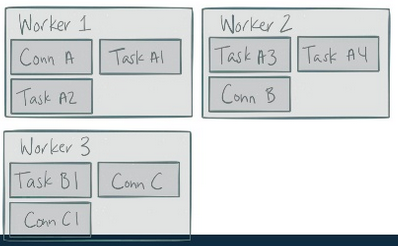 Worker 1
Conn A Task A1
Task A2
Worker 2
Task A3 Task A4
Conn B
Worker 3
Task B1 Conn C
Conn C1